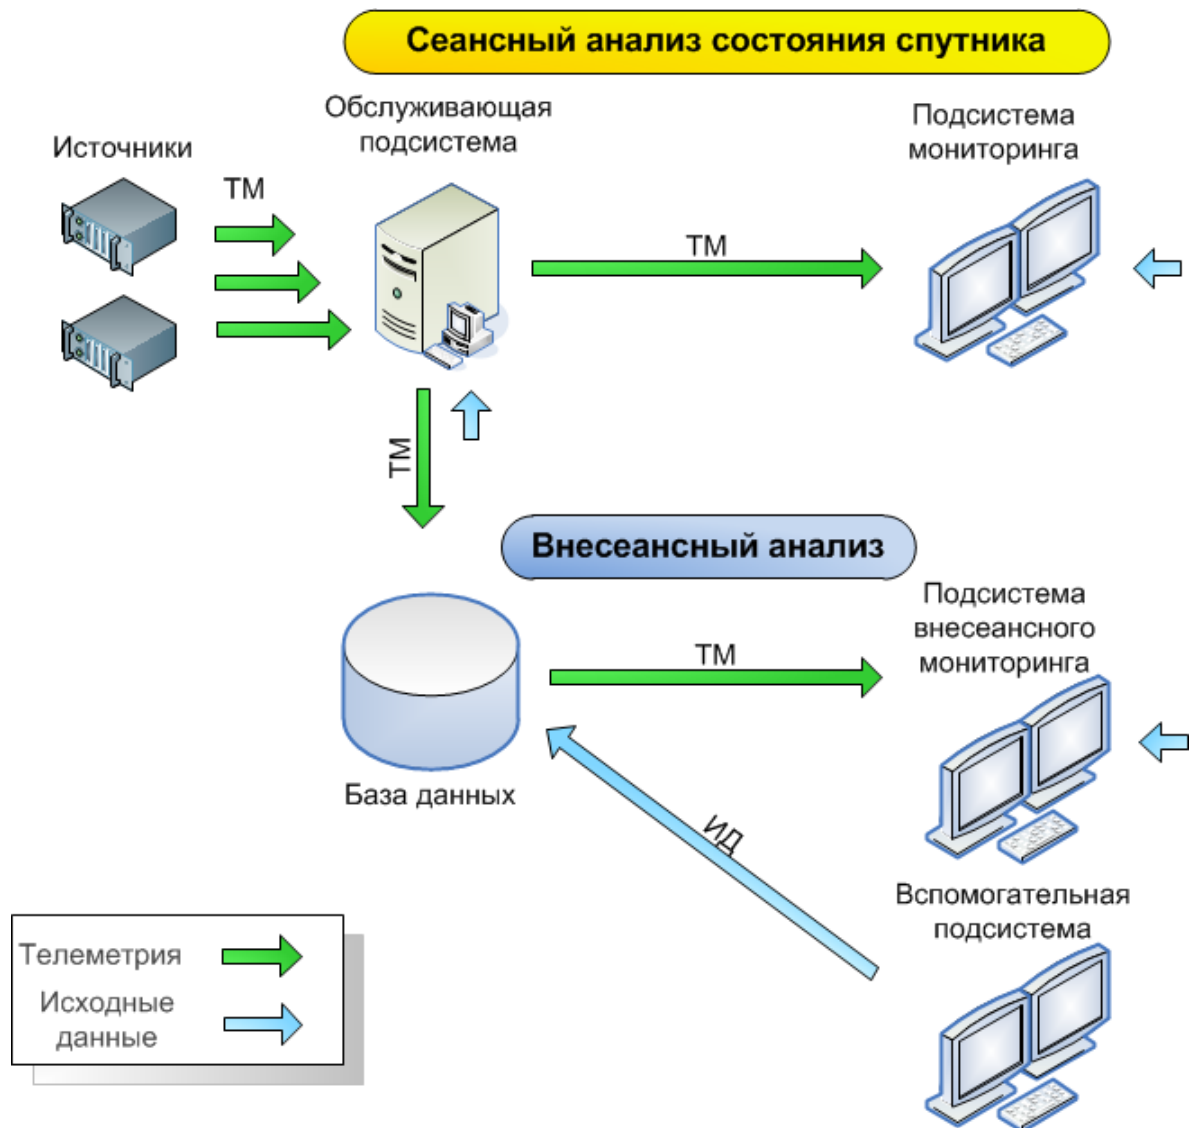 Сеансный анализ состояния спутника
Обслуживающая
подсистема
Подсистема
мониторинга
Источники
ТМ
ТМ
ТМ
Внесеансный анализ
Подсистема
внесеансного
мониторинга
ТМ
База данных
ИД
Вспомогательная
подсистема
Телеметрия
Исходные
данные